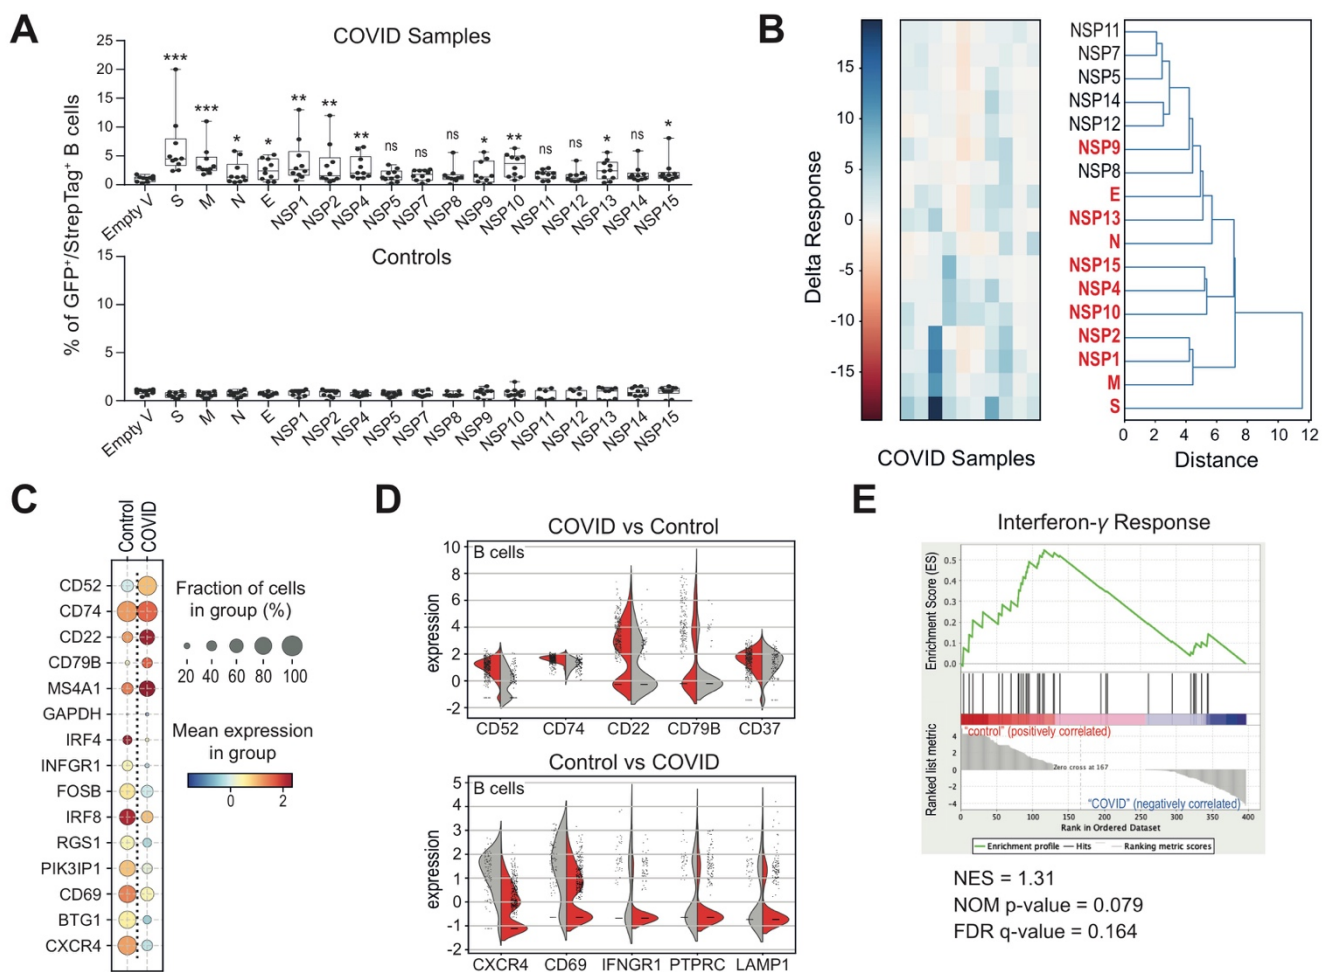 A
COVID Samples
% of GFP⁺/StrepTag⁺ B cells
25
20
15
10
5
0
***
***
*
*
**
**
**
ns
ns
ns
*
**
ns
ns
*
ns
*
Empty V
S
M
N
E
NSP1
NSP2
NSP4
NSP5
NSP7
NSP8
NSP9
NSP10
NSP11
NSP12
NSP13
NSP14
NSP15
Controls
15
10
5
0
Empty V
S
M
N
E
NSP1
NSP2
NSP4
NSP5
NSP7
NSP8
NSP9
NSP10
NSP11
NSP12
NSP13
NSP14
NSP15
B
Delta Response
15
10
5
0
-5
-10
-15
COVID Samples
NSP11
NSP7
NSP5
NSP14
NSP12
NSP9
NSP8
E
NSP13
N
NSP15
NSP4
NSP10
NSP2
NSP1
M
S
0 2 4 6 8 10 12
Distance
C
Control
COVID
CD52
CD74
CD22
CD79B
MS4A1
GAPDH
IRF4
INFGR1
FOSB
IRF8
RGS1
PIK3IP1
CD69
BTG1
CXCR4
Fraction of cells
in group (%)
20 40 60 80 100
Mean expression
in group
0 2
D
COVID vs Control
B cells
expression
10
8
6
4
2
0
-2
CD52 CD74 CD22 CD79B CD37
Control vs COVID
B cells
expression
5
4
3
2
1
0
-1
-2
CXCR4 CD69 IFNGR1 PTPRC LAMP1
E
Interferon-γ Response
Enrichment Score (ES)
0.5
0.4
0.3
0.2
0.1
0.0
"control" (positively correlated)
Ranked list metric
4
2
0
-2
-4
Zero cross at 167
"COVID" (negatively correlated)
0 50 100 150 200 250 300 350 400
Rank in Ordered Dataset
Enrichment profile Hits Ranking metric scores
NES = 1.31
NOM p-value = 0.079
FDR q-value = 0.164